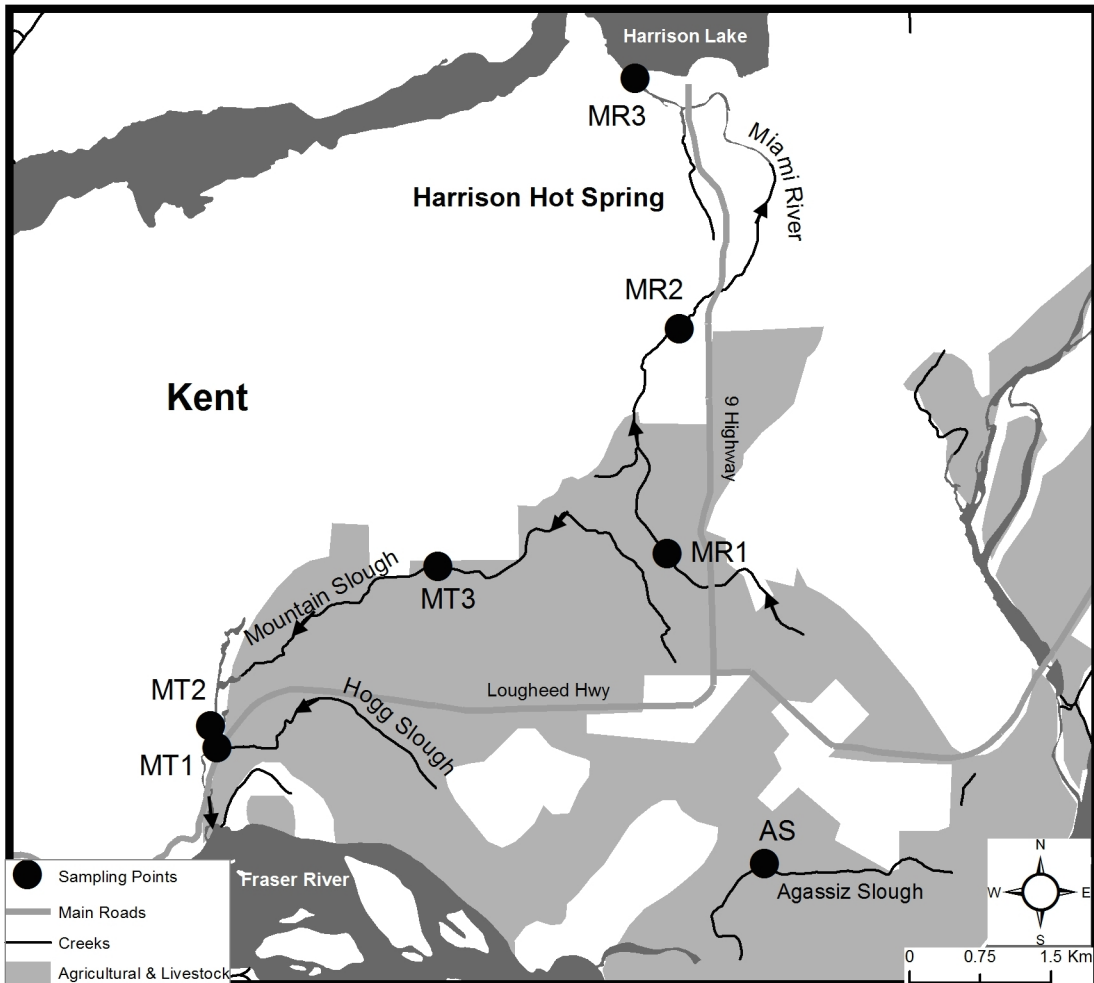 Harrison Lake
MR3
Miami River
Harrison Hot Spring
MR2
Kent
9 Highway
MR1
MT3
Mountain Slough
MT2
Lougheed Hwy
Hogg Slough
MT1
AS
Agassiz Slough
Fraser River
Sampling Points
Main Roads
Creeks
Agricultural & Livestock
N
W E
S
0 0.75 1.5 Km